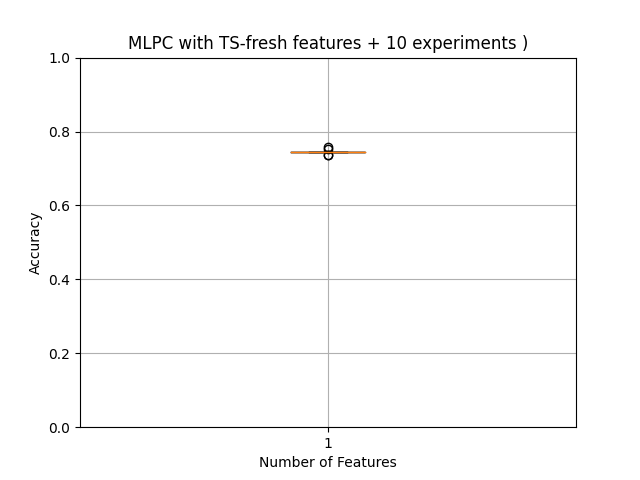 MLPC with TS-fresh features + 10 experiments )
1.0
0.8
0.6
0.4
0.2
0.0
Accuracy
1
Number of Features